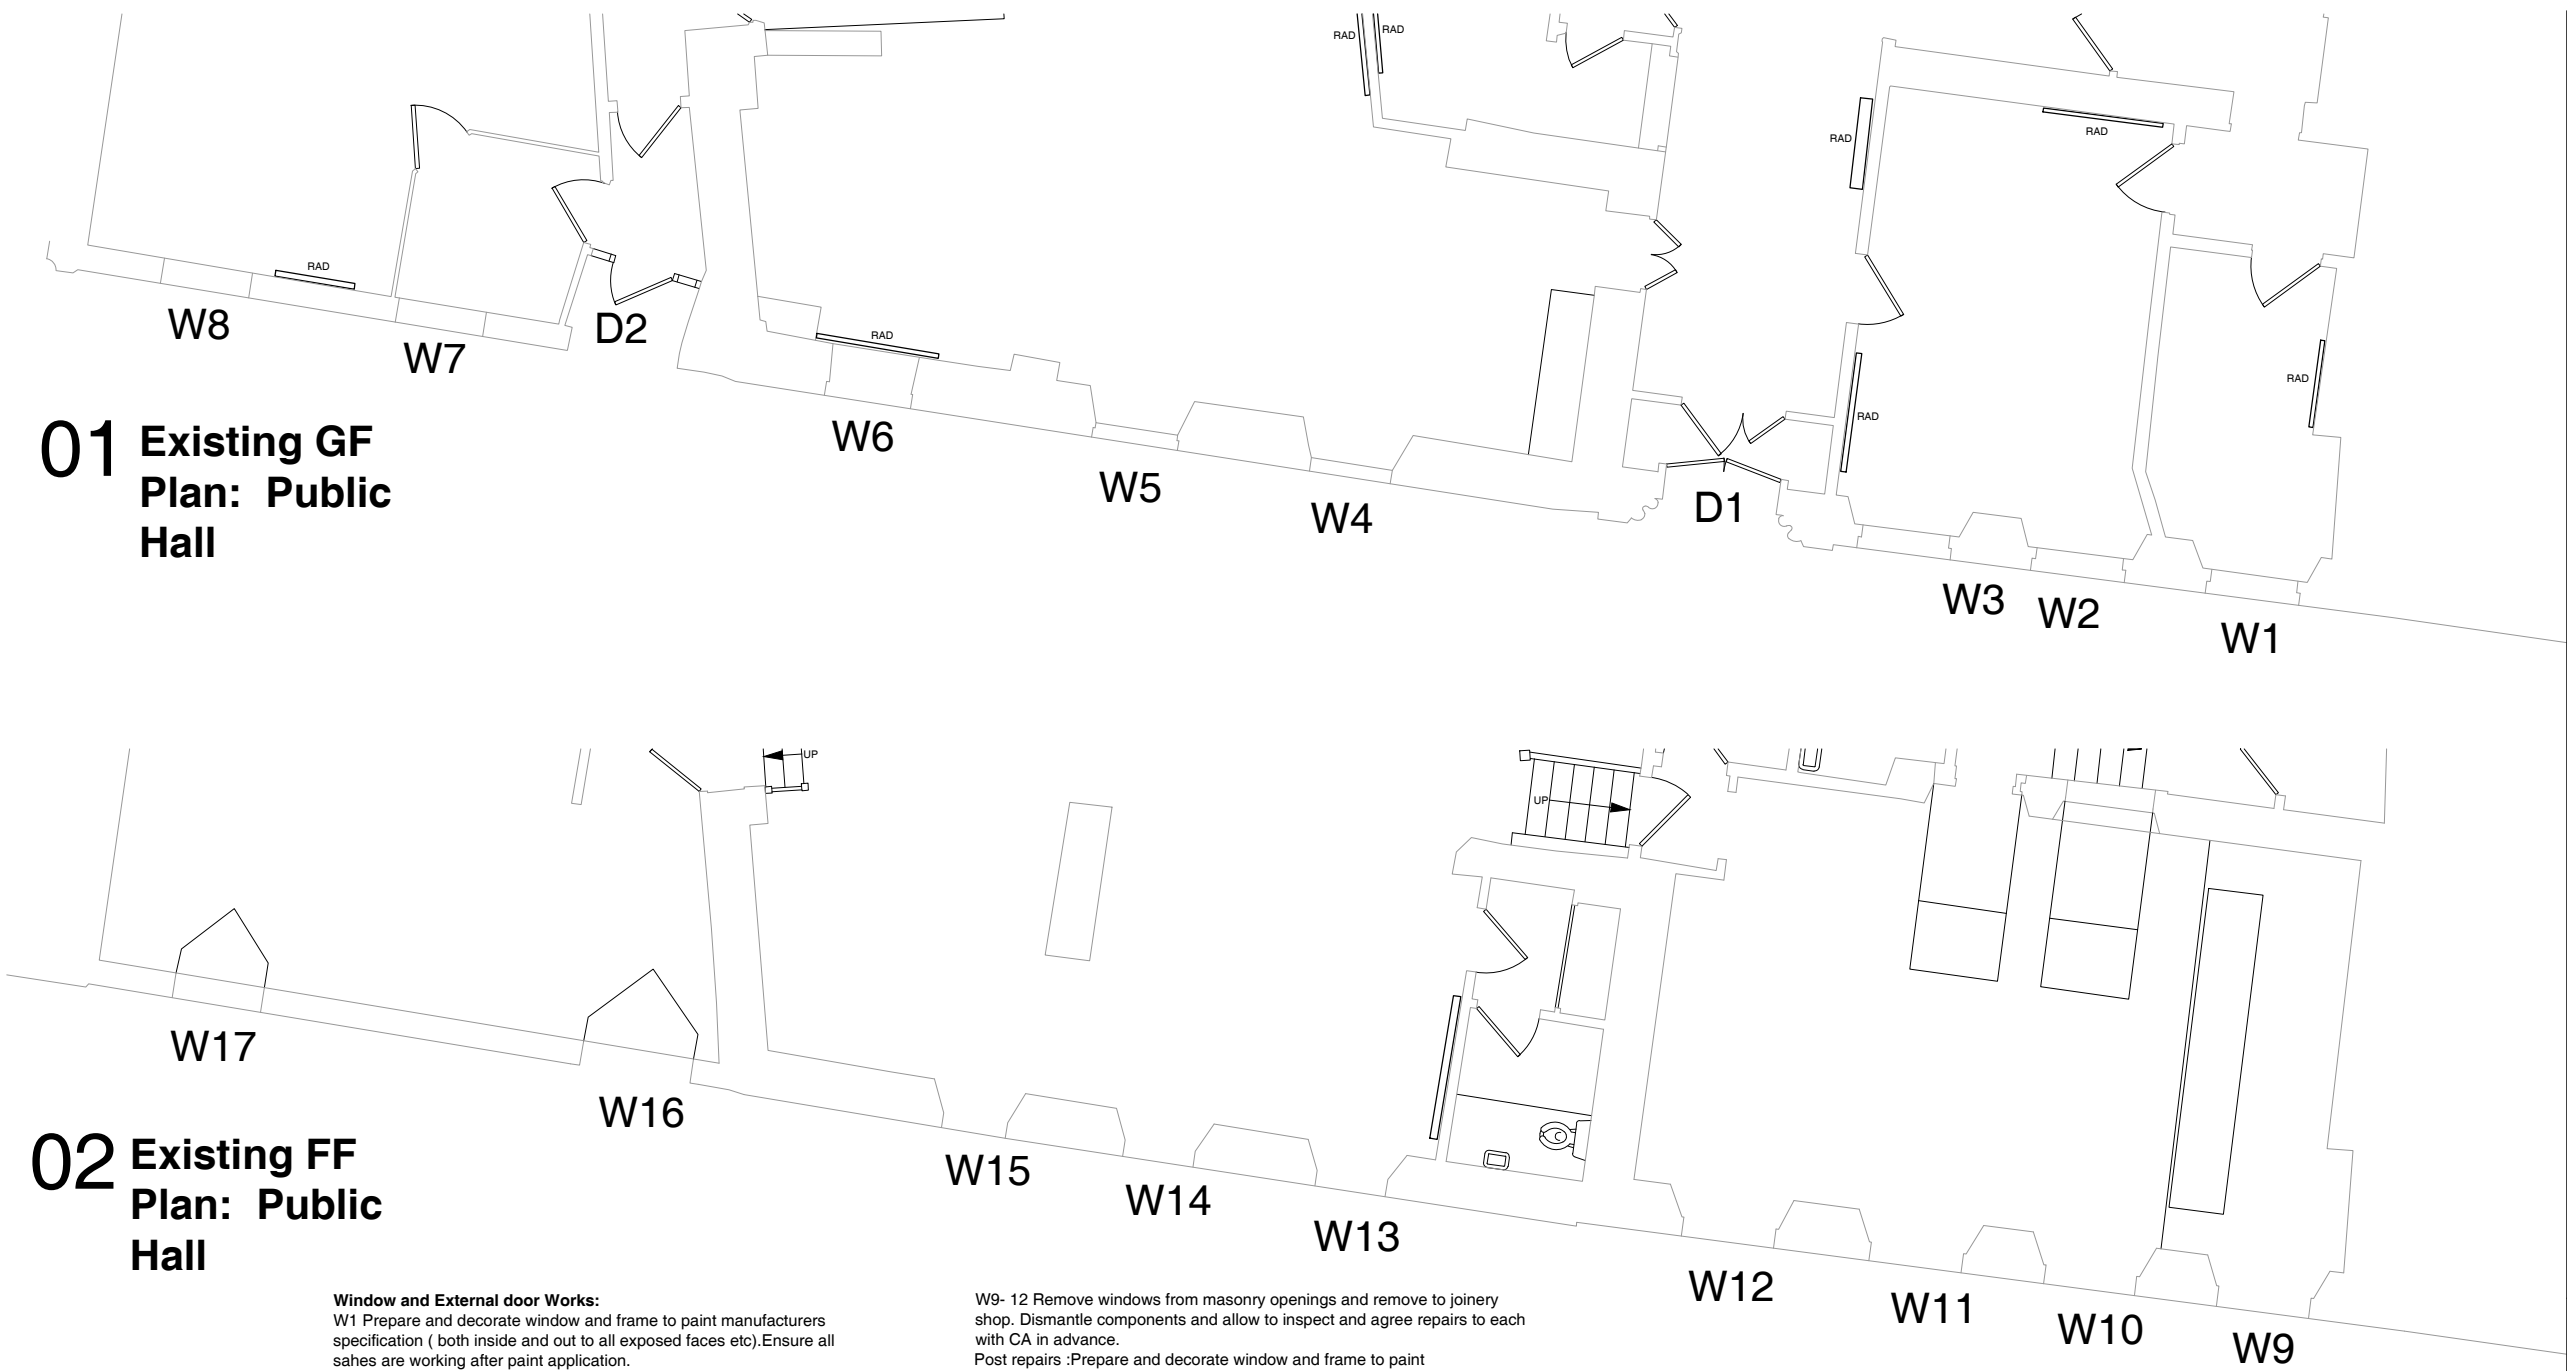 RAD
RAD
RAD
RAD
RAD
RAD
RAD
RAD
W8
W7
D2
W6
W5
W4
D1
W3
W2
W1
01 Existing GF
Plan: Public
Hall
UP
UP
W17
W16
W15
W14
W13
W12
W11
W10
W9
02 Existing FF
Plan: Public
Hall
Window and External door Works:
W1 Prepare and decorate window and frame to paint manufacturers
specification ( both inside and out to all exposed faces etc).Ensure all
sahes are working after paint application.
W9- 12 Remove windows from masonry openings and remove to joinery
shop. Dismantle components and allow to inspect and agree repairs to each
with CA in advance.
Post repairs :Prepare and decorate window and frame to paint